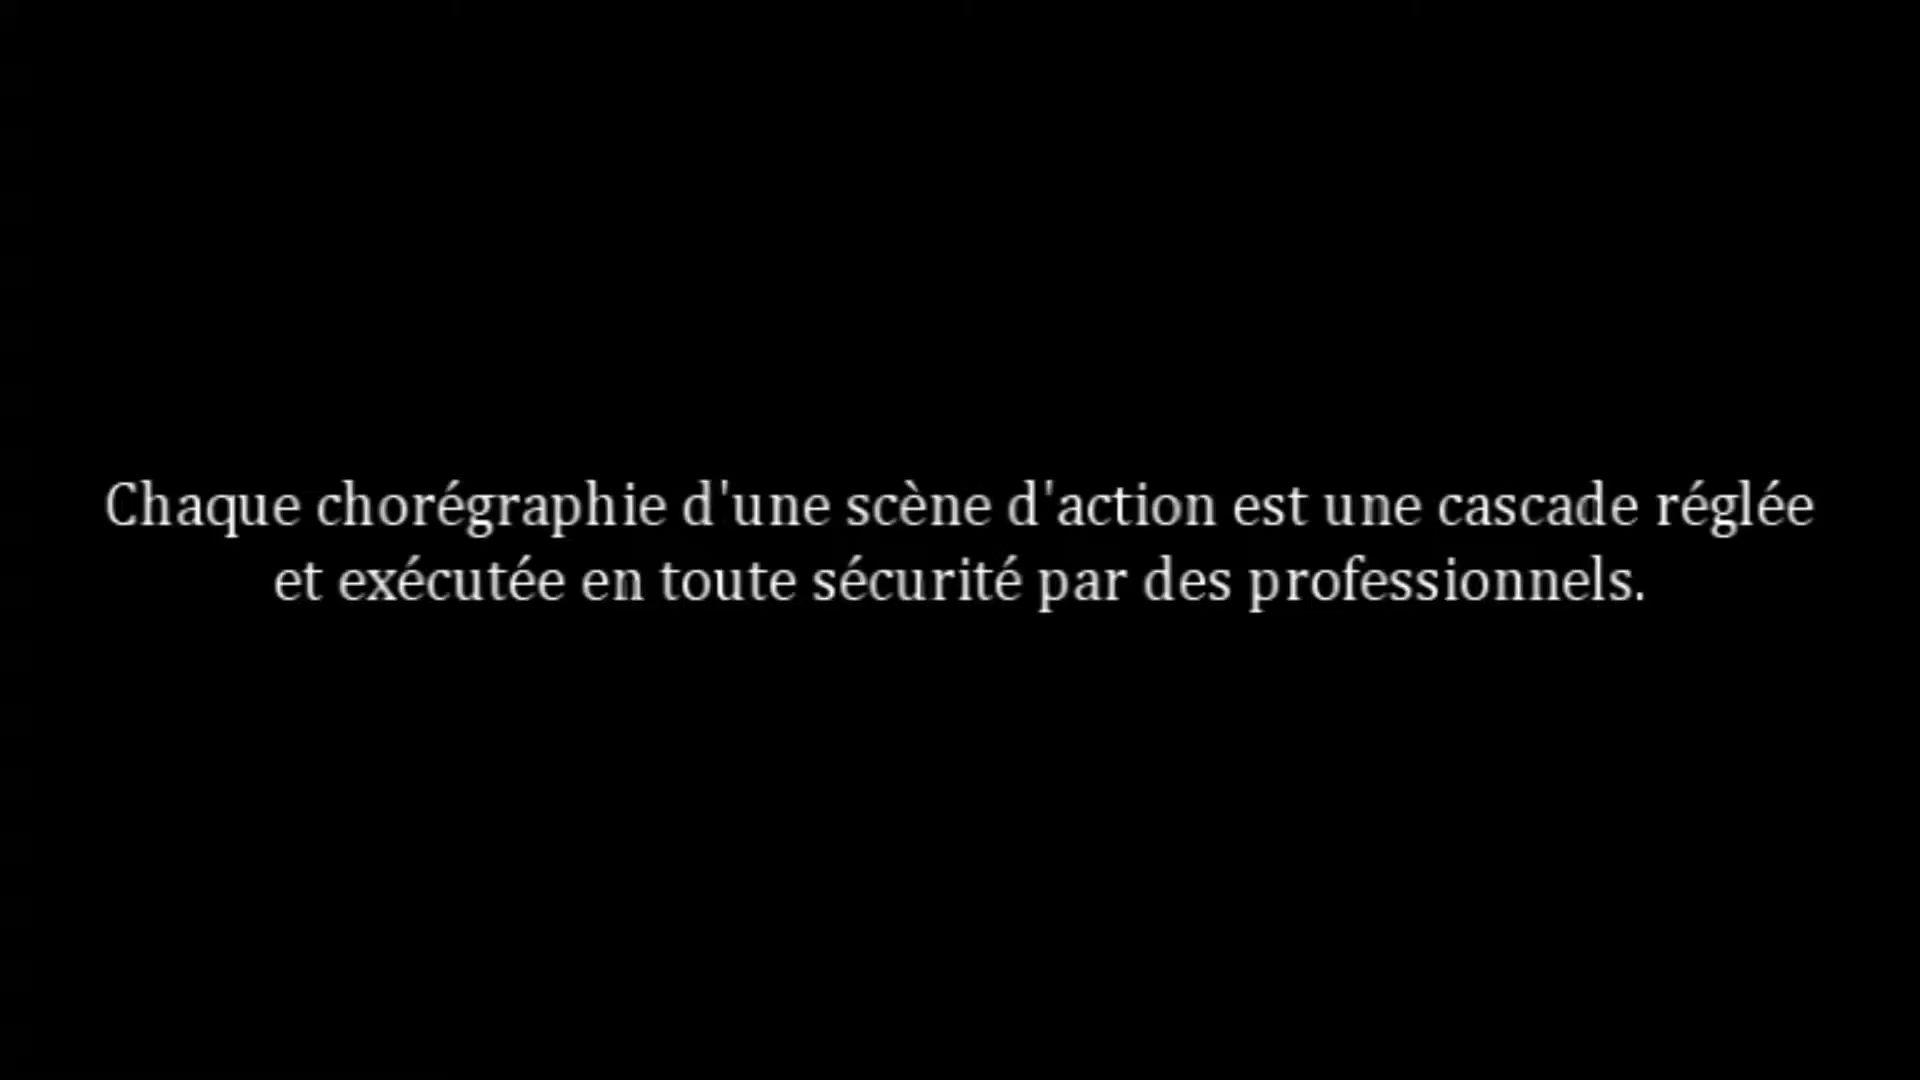 Chaque chorégraphie d'une scène d'action est une cascade réglée
et exécutée en toute sécurité par des professionnels.